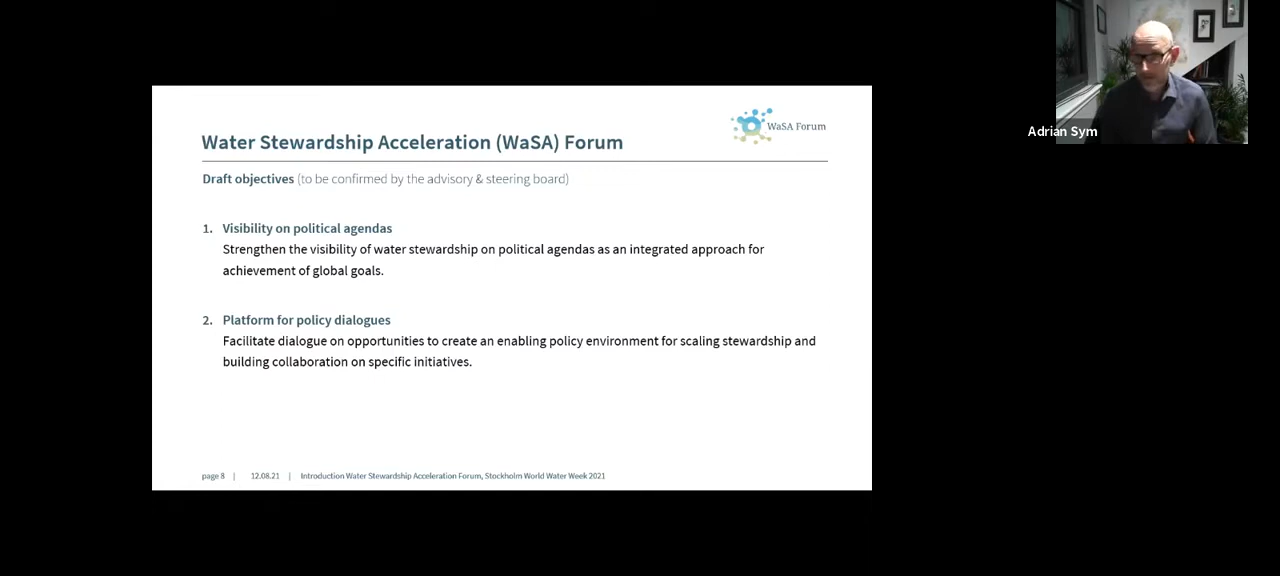 WaSA Forum
Water Stewardship Acceleration (WaSA) Forum
Draft objectives (to be confirmed by the advisory & steering board)
1. Visibility on political agendas
Strengthen the visibility of water stewardship on political agendas as an integrated approach for
achievement of global goals.
2. Platform for policy dialogues
Facilitate dialogue on opportunities to create an enabling policy environment for scaling stewardship and
building collaboration on specific initiatives.
page 8 | 12.08.21 | Introduction Water Stewardship Acceleration Forum, Stockholm World Water Week 2021
Adrian Sym